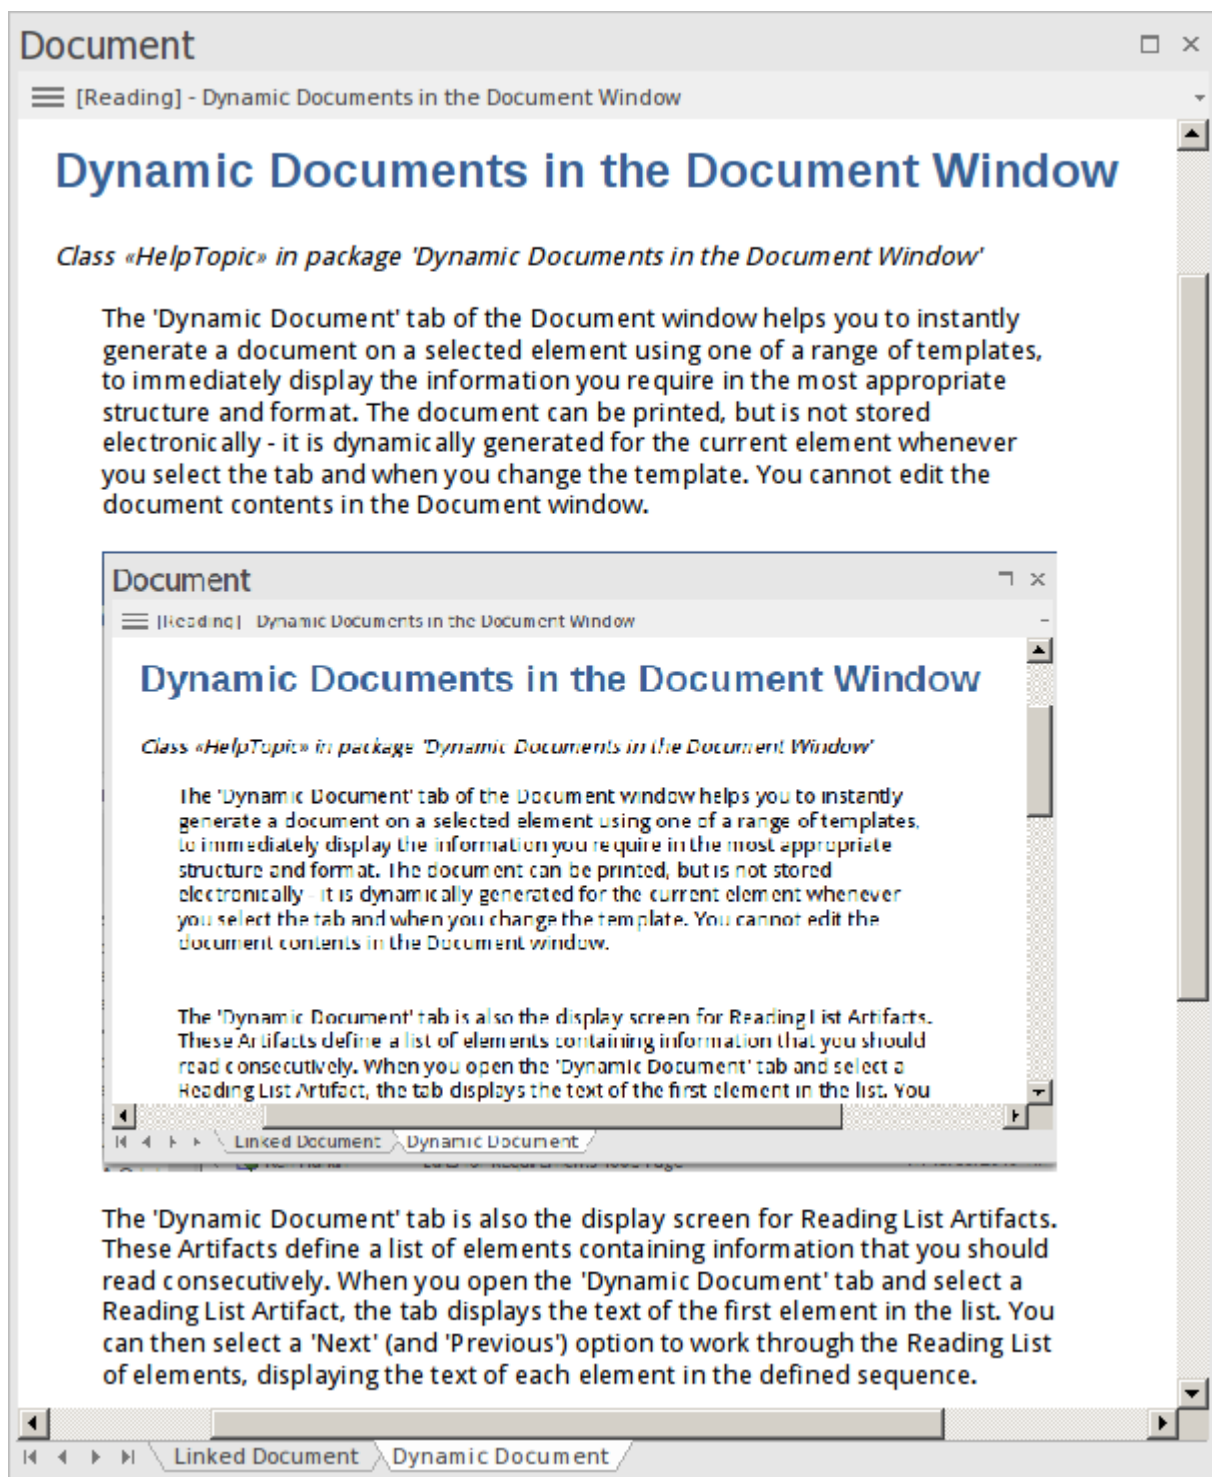 Document
[Reading] - Dynamic Documents in the Document Window
Dynamic Documents in the Document Window
Class «HelpTopic» in package 'Dynamic Documents in the Document Window'
The 'Dynamic Document' tab of the Document window helps you to instantly
generate a document on a selected element using one of a range of templates,
to immediately display the information you require in the most appropriate
structure and format. The document can be printed, but is not stored
electronically - it is dynamically generated for the current element whenever
you select the tab and when you change the template. You cannot edit the
document contents in the Document window.
Document
[Reading] Dynamic Documents in the Document Window
Dynamic Documents in the Document Window
Class «HelpTopic» in package 'Dynamic Documents in the Document Window'
The 'Dynamic Document' tab of the Document window helps you to instantly
generate a document on a selected element using one of a range of templates,
to immediately display the information you require in the most appropriate
structure and format. The document can be printed, but is not stored
electronically - it is dynamically generated for the current element whenever
you select the tab and when you change the template. You cannot edit the
document contents in the Document window.
The 'Dynamic Document' tab is also the display screen for Reading List Artifacts.
These Artifacts define a list of elements containing information that you should
read consecutively. When you open the 'Dynamic Document' tab and select a
Reading List Artifact, the tab displays the text of the first element in the list. You
Linked Document Dynamic Document
The 'Dynamic Document' tab is also the display screen for Reading List Artifacts.
These Artifacts define a list of elements containing information that you should
read consecutively. When you open the 'Dynamic Document' tab and select a
Reading List Artifact, the tab displays the text of the first element in the list. You
can then select a 'Next' (and 'Previous') option to work through the Reading List
of elements, displaying the text of each element in the defined sequence.
Linked Document Dynamic Document